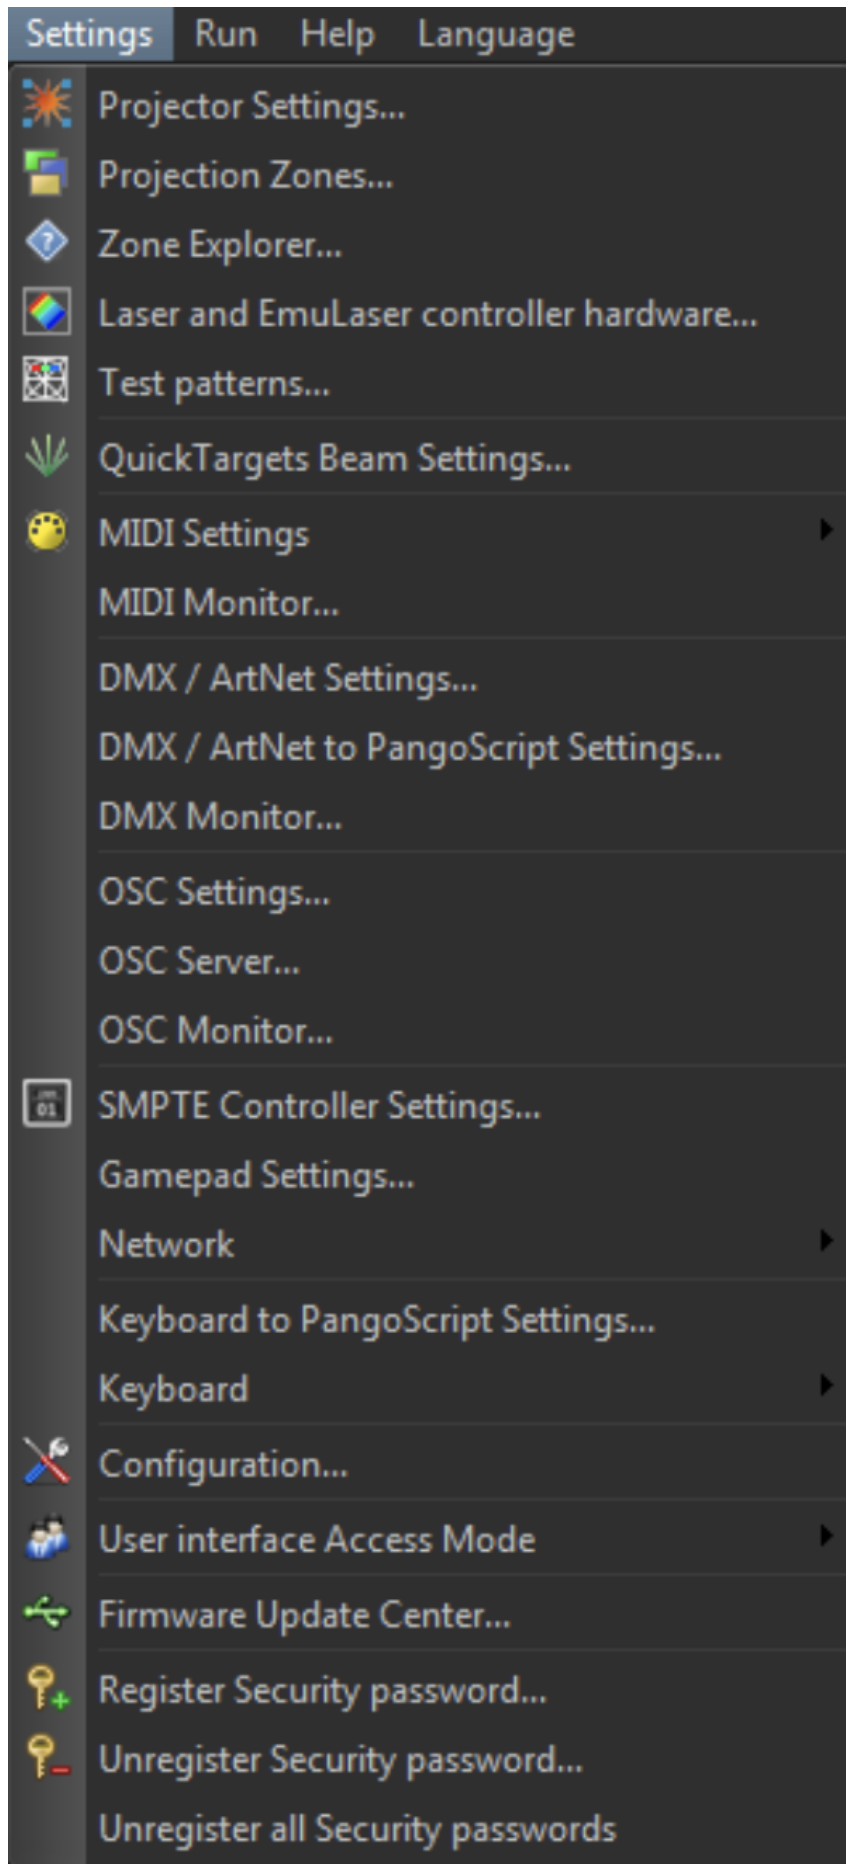 Settings Run Help Language
Projector Settings...
Projection Zones...
Zone Explorer...
Laser and EmuLaser controller hardware...
Test patterns...
QuickTargets Beam Settings...
MIDI Settings
MIDI Monitor...
DMX / ArtNet Settings...
DMX / ArtNet to PangoScript Settings...
DMX Monitor...
OSC Settings...
OSC Server...
OSC Monitor...
01
SMPTE Controller Settings...
Gamepad Settings...
Network
Keyboard to PangoScript Settings...
Keyboard
Configuration...
User interface Access Mode
Firmware Update Center...
Register Security password...
Unregister Security password...
Unregister all Security passwords